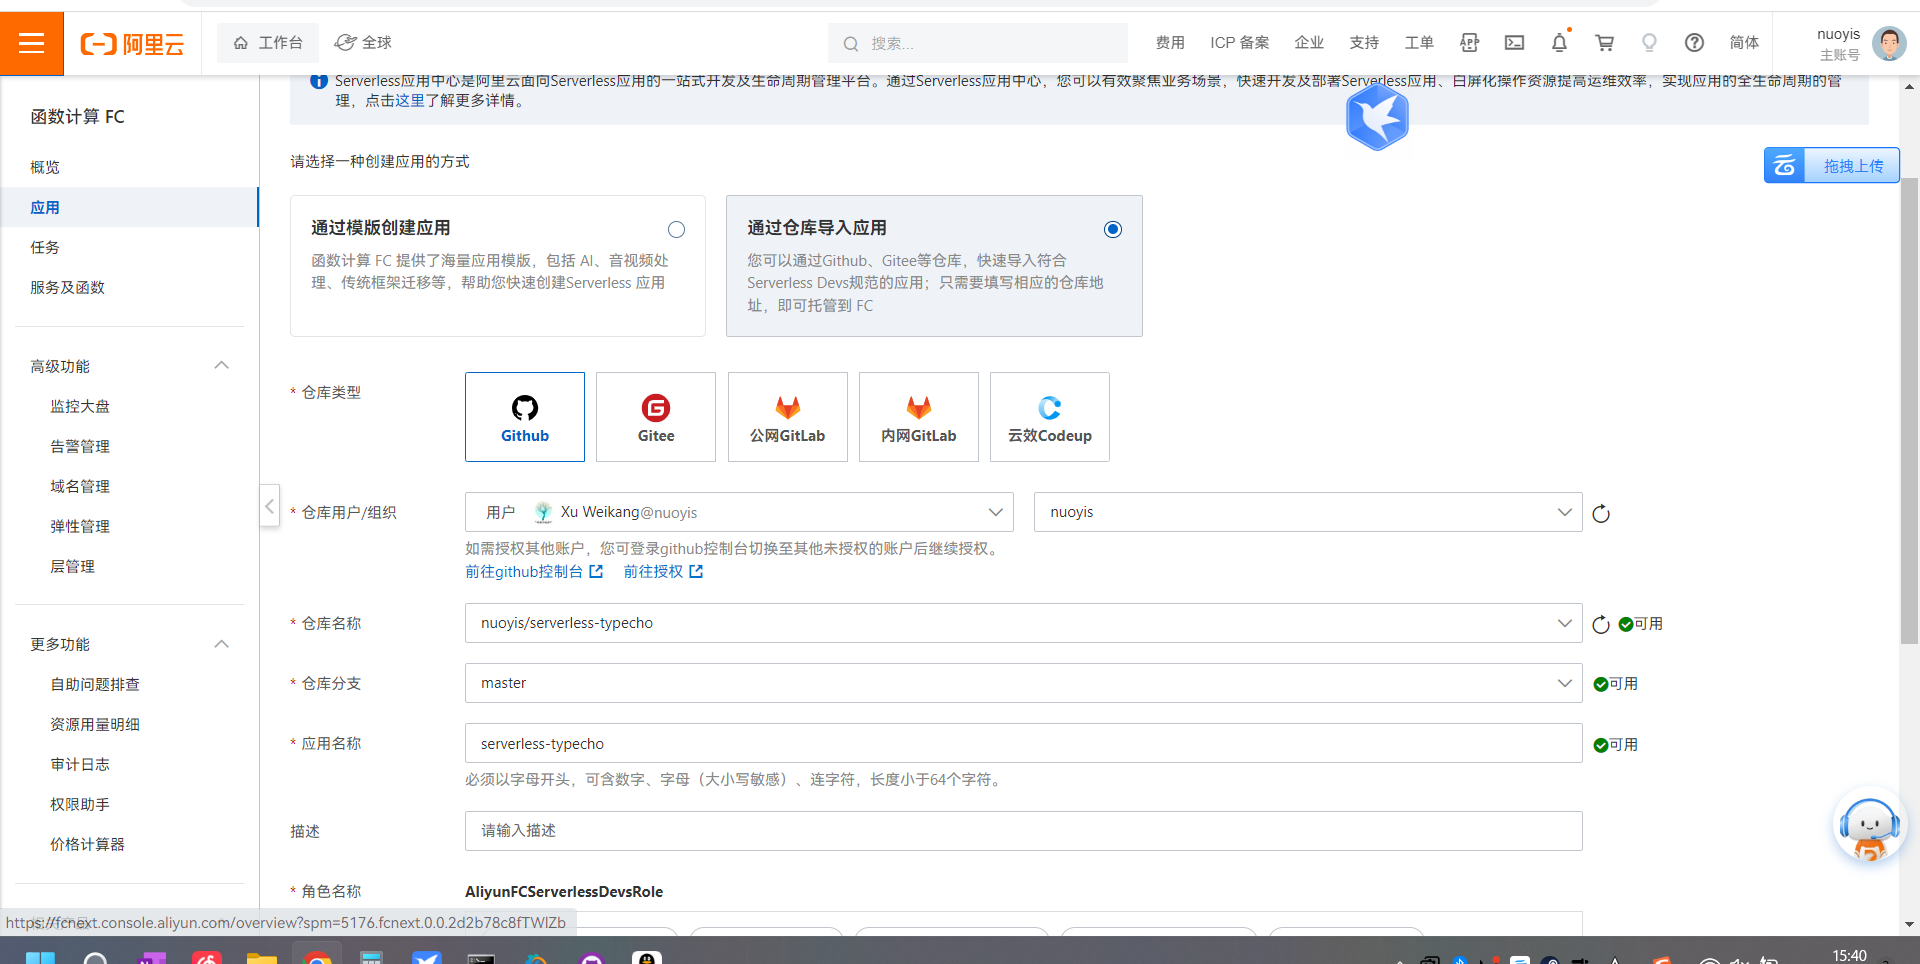 阿里云
工作台
全球
搜索...
费用
ICP 备案
企业
支持
工单
APP
简体
nuoyis
主账号
函数计算 FC
概览
应用
任务
服务及函数
高级功能
监控大盘
告警管理
域名管理
弹性管理
层管理
更多功能
自助问题排查
资源用量明细
审计日志
权限助手
价格计算器
Serverless应用中心是阿里云面向Serverless应用的一站式开发及生命周期管理平台。通过Serverless应用中心，您可以有效聚焦业务场景，快速开发及部署Serverless应用、白屏化操作资源提高运维效率，实现应用的全生命周期的管
理，点击这里了解更多详情。
拖拽上传
请选择一种创建应用的方式
通过模版创建应用
函数计算 FC 提供了海量应用模版，包括 AI、音视频处
理、传统框架迁移等，帮助您快速创建Serverless 应用
通过仓库导入应用
您可以通过Github、Gitee等仓库，快速导入符合
Serverless Devs规范的应用；只需要填写相应的仓库地
址，即可托管到 FC
* 仓库类型
Github
Gitee
公网GitLab
内网GitLab
云效Codeup
* 仓库用户/组织
用户 Xu Weikang@nuoyis
nuoyis
如需授权其他账户，您可登录github控制台切换至其他未授权的账户后继续授权。
前往github控制台 前往授权
* 仓库名称
nuoyis/serverless-typecho
可用
* 仓库分支
master
可用
* 应用名称
serverless-typecho
可用
必须以字母开头，可含数字、字母（大小写敏感）、连字符，长度小于64个字符。
描述
请输入描述
* 角色名称
AliyunFCServerlessDevsRole
https://fcnext.console.aliyun.com/overview?spm=5176.fcnext.0.0.2d2b78c8fTWIZb
15:40